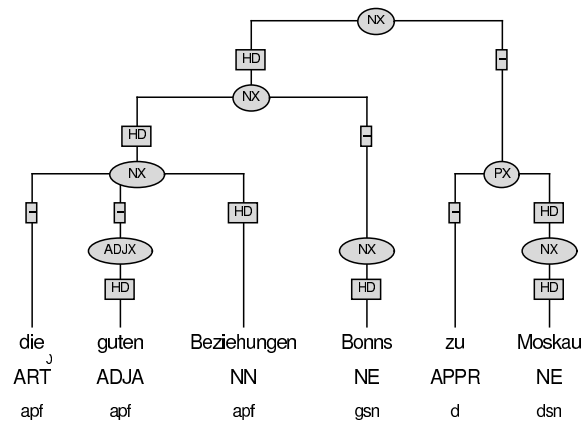 NX
HD -
NX
HD -
NX PX
- - HD - HD
ADJX NX NX
HD HD HD
die guten Beziehungen Bonns zu Moskau
J
ART ADJA NN NE APPR NE
apf apf apf gsn d dsn